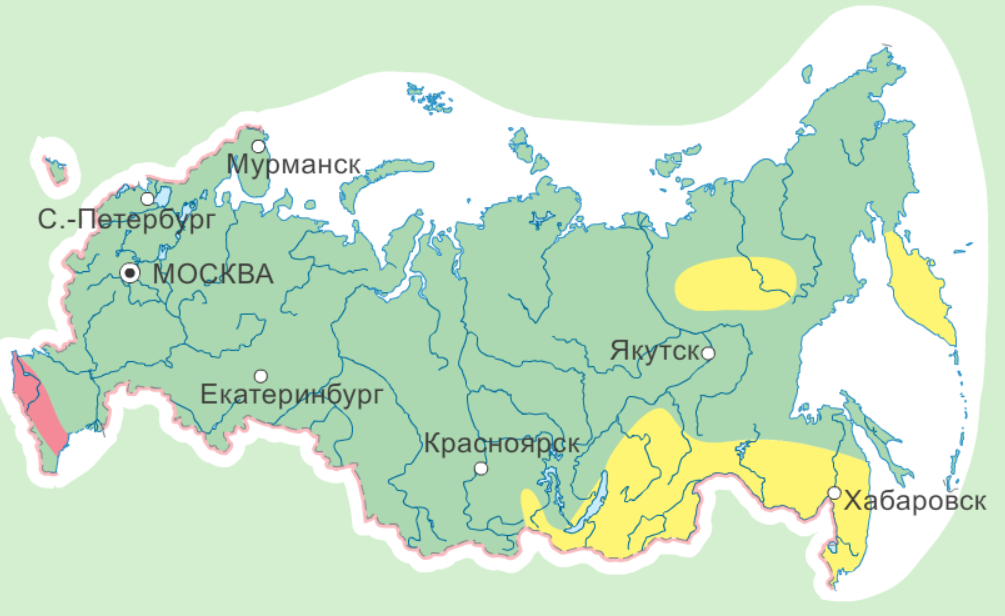 Мурманск
С.-Петербург
МОСКВА
Якутск
Екатеринбург
Красноярск
Хабаровск